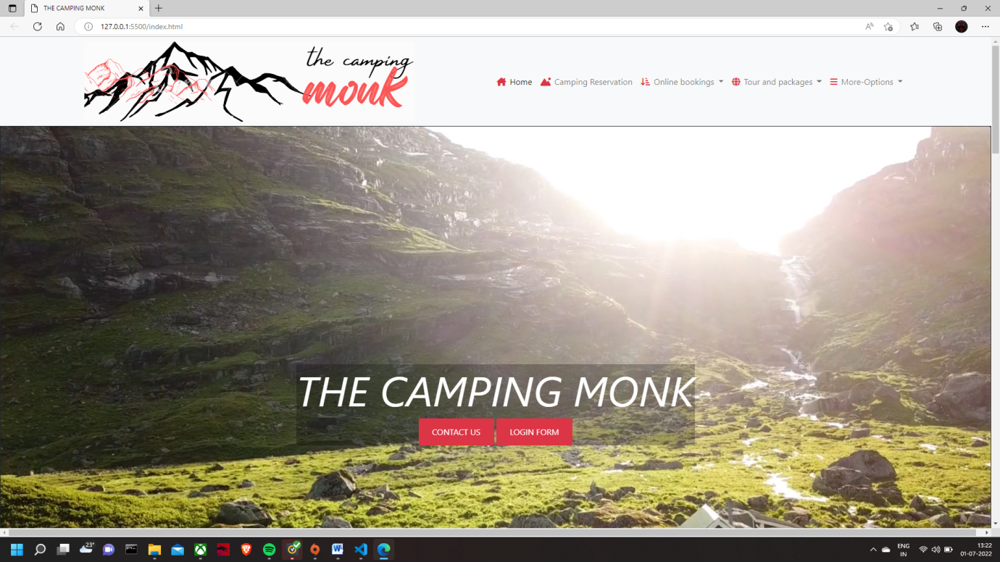 THE CAMPING MONK
127.0.0.1:5500/index.html
the camping
monk
Home Camping Reservation Online bookings Tour and packages More-Options
THE CAMPING MONK
CONTACT US LOGIN FORM
23°
ENG
IN
13:22
01-07-2022